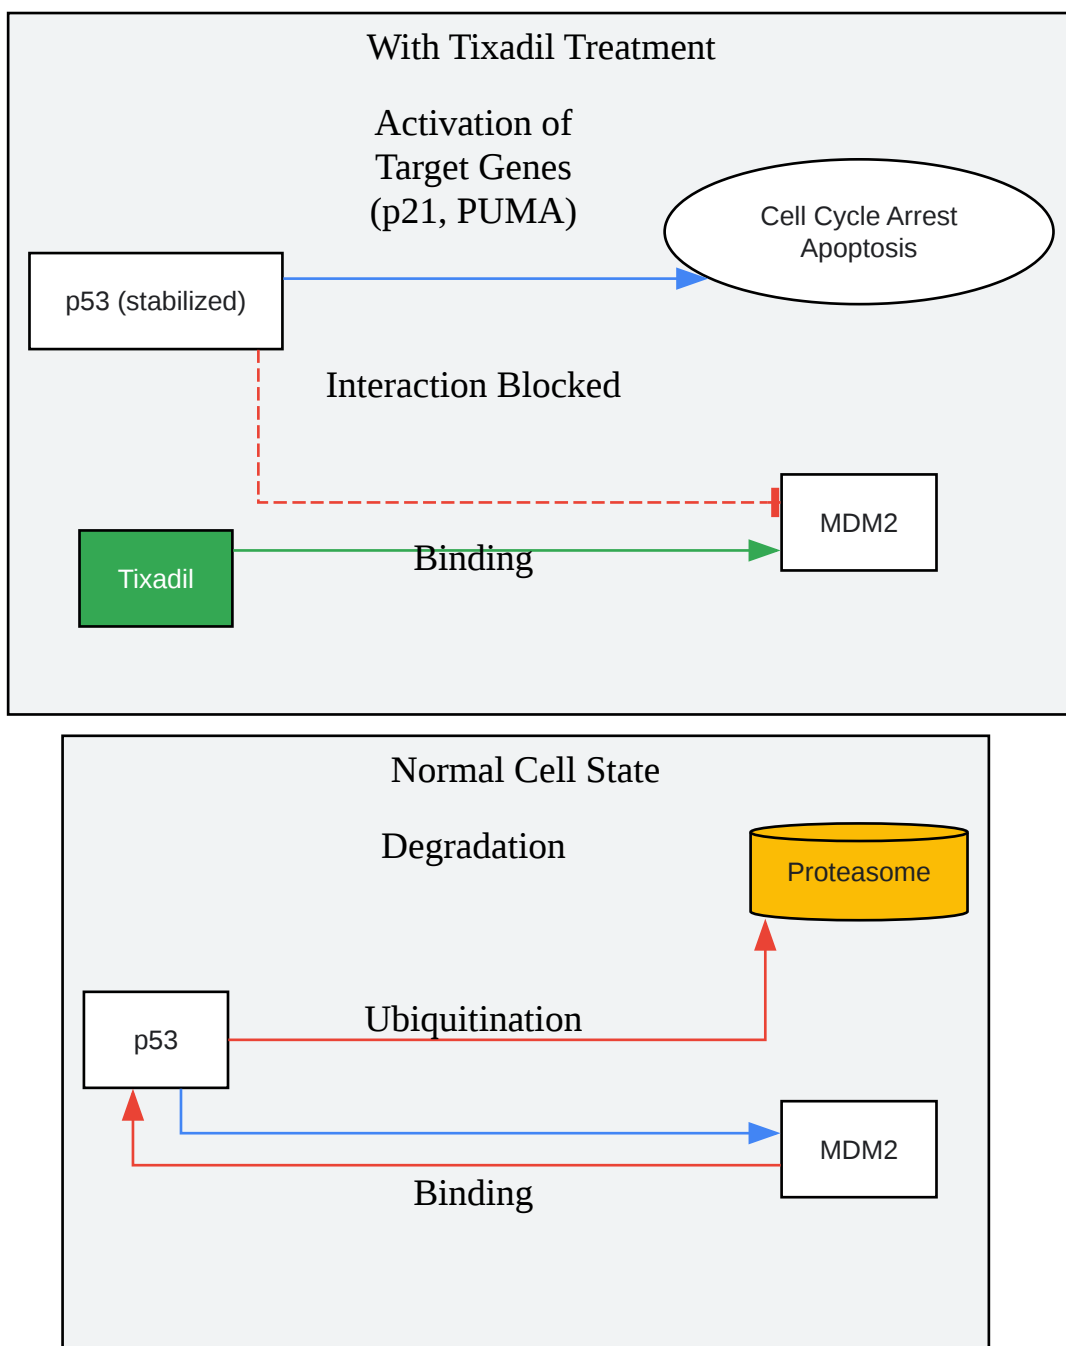 With Tixadil Treatment
Activation of
Target Genes
(p21, PUMA)
Cell Cycle Arrest
Apoptosis
p53 (stabilized)
Interaction Blocked
MDM2
Binding
Tixadil
Normal Cell State
Degradation
Proteasome
Ubiquitination
p53
MDM2
Binding